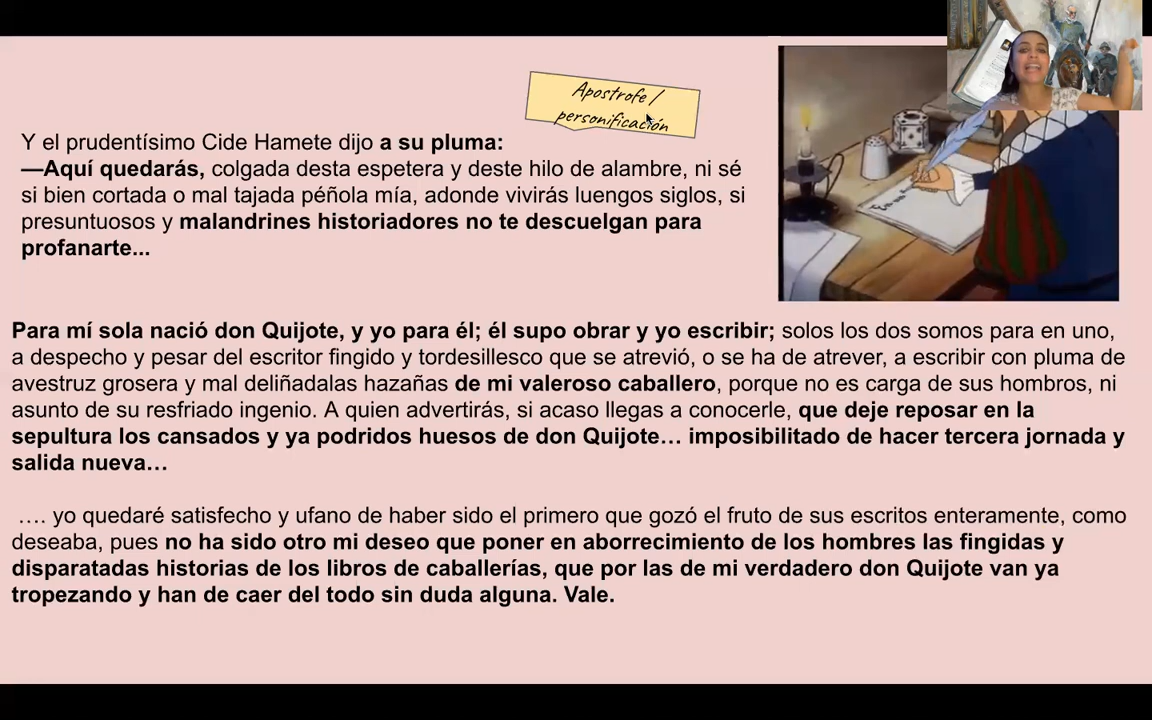 Apostrofe /
personificación
Y el prudentísimo Cide Hamete dijo a su pluma:
—Aquí quedarás, colgada desta espetera y deste hilo de alambre, ni sé
si bien cortada o mal tajada péñola mía, adonde vivirás luengos siglos, si
presuntuosos y malandrines historiadores no te descuelgan para
profanarte...
Para mí sola nació don Quijote, y yo para él; él supo obrar y yo escribir; solos los dos somos para en uno,
a despecho y pesar del escritor fingido y tordesillesco que se atrevió, o se ha de atrever, a escribir con pluma de
avestruz grosera y mal deliñadalas hazañas de mi valeroso caballero, porque no es carga de sus hombros, ni
asunto de su resfriado ingenio. A quien advertirás, si acaso llegas a conocerle, que deje reposar en la
sepultura los cansados y ya podridos huesos de don Quijote… imposibilitado de hacer tercera jornada y
salida nueva…
…. yo quedaré satisfecho y ufano de haber sido el primero que gozó el fruto de sus escritos enteramente, como
deseaba, pues no ha sido otro mi deseo que poner en aborrecimiento de los hombres las fingidas y
disparatadas historias de los libros de caballerías, que por las de mi verdadero don Quijote van ya
tropezando y han de caer del todo sin duda alguna. Vale.